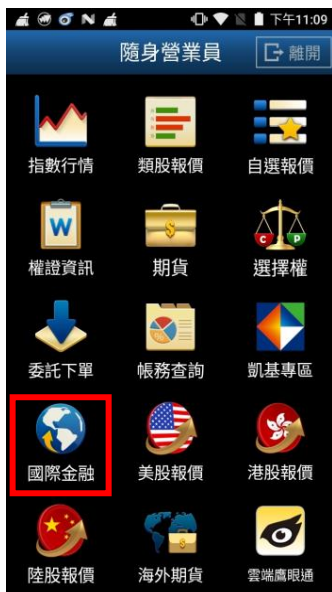 下午11:09
隨身營業員
離開
指數行情 類股報價 自選報價
W $
C P
權證資訊 期貨 選擇權
委託下單 帳務查詢 凱基專區
國際金融 美股報價 港股報價
陸股報價 海外期貨 雲端鷹眼通